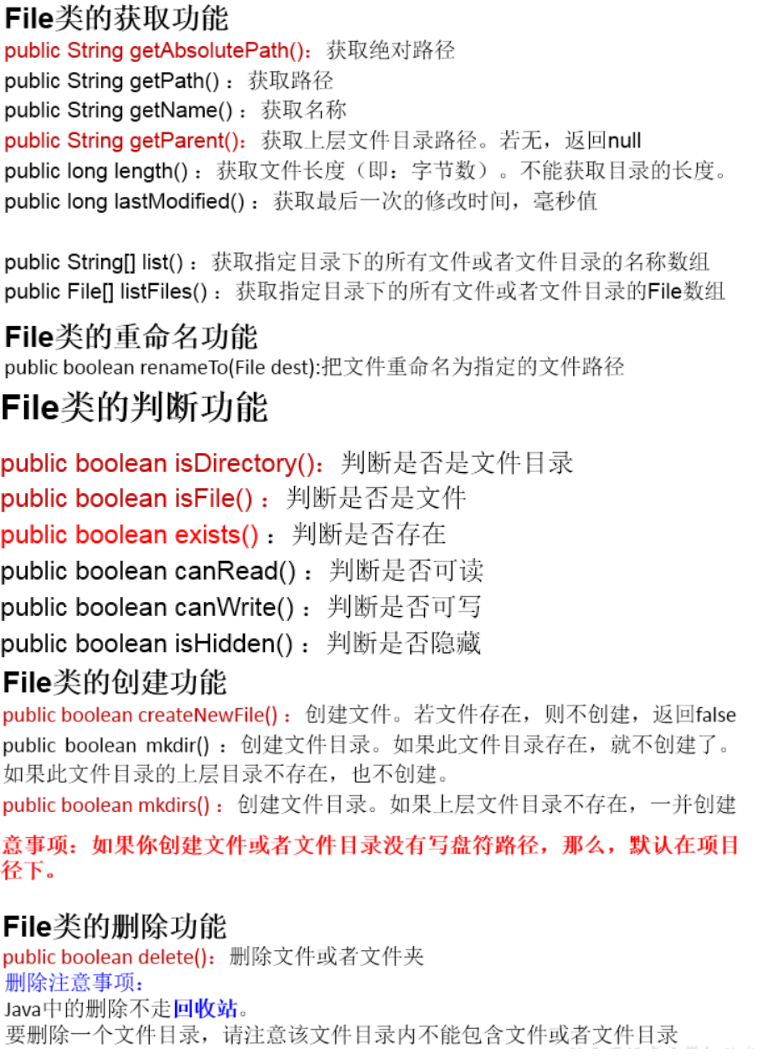 File类的获取功能
public String getAbsolutePath()：获取绝对路径
public String getPath() ：获取路径
public String getName() ：获取名称
public String getParent()：获取上层文件目录路径。若无，返回null
public long length() ：获取文件长度（即：字节数）。不能获取目录的长度。
public long lastModified() ：获取最后一次的修改时间，毫秒值
public String[] list() ：获取指定目录下的所有文件或者文件目录的名称数组
public File[] listFiles() ：获取指定目录下的所有文件或者文件目录的File数组
File类的重命名功能
public boolean renameTo(File dest):把文件重命名为指定的文件路径
File类的判断功能
public boolean isDirectory()：判断是否是文件目录
public boolean isFile() ：判断是否是文件
public boolean exists() ：判断是否存在
public boolean canRead() ：判断是否可读
public boolean canWrite() ：判断是否可写
public boolean isHidden() ：判断是否隐藏
File类的创建功能
public boolean createNewFile() ：创建文件。若文件存在，则不创建，返回false
public boolean mkdir() ：创建文件目录。如果此文件目录存在，就不创建了。
如果此文件目录的上层目录不存在，也不创建。
public boolean mkdirs() ：创建文件目录。如果上层文件目录不存在，一并创建
意事项：如果你创建文件或者文件目录没有写盘符路径，那么，默认在项目
径下。
File类的删除功能
public boolean delete()：删除文件或者文件夹
删除注意事项：
Java中的删除不走回收站。
要删除一个文件目录，请注意该文件目录内不能包含文件或者文件目录